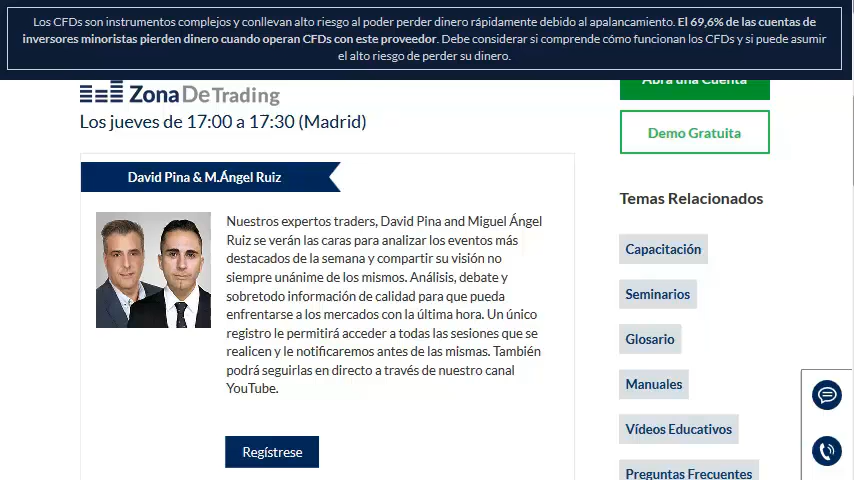 Los CFDs son instrumentos complejos y conllevan alto riesgo al poder perder dinero rápidamente debido al apalancamiento. El 69,6% de las cuentas de
inversores minoristas pierden dinero cuando operan CFDs con este proveedor. Debe considerar si comprende cómo funcionan los CFDs y si puede asumir
el alto riesgo de perder su dinero.
Zona De Trading
Los jueves de 17:00 a 17:30 (Madrid)
David Pina & M.Ángel Ruiz
Nuestros expertos traders, David Pina and Miguel Ángel
Ruiz se verán las caras para analizar los eventos más
destacados de la semana y compartir su visión no
siempre unánime de los mismos. Análisis, debate y
sobretodo información de calidad para que pueda
enfrentarse a los mercados con la última hora. Un único
registro le permitirá acceder a todas las sesiones que se
realicen y le notificaremos antes de las mismas. También
podrá seguirlas en directo a través de nuestro canal
YouTube.
Regístrese
Abra una Cuenta
Demo Gratuita
Temas Relacionados
Capacitación
Seminarios
Glosario
Manuales
Vídeos Educativos
Preguntas Frecuentes